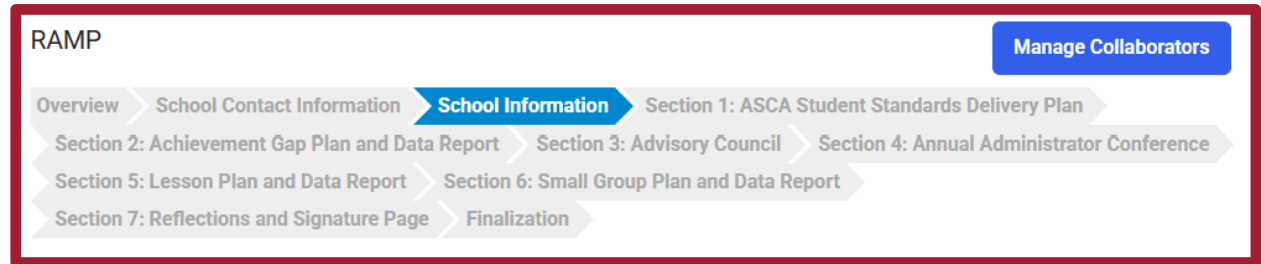 RAMP
Manage Collaborators
Overview School Contact Information School Information Section 1: ASCA Student Standards Delivery Plan
Section 2: Achievement Gap Plan and Data Report Section 3: Advisory Council Section 4: Annual Administrator Conference
Section 5: Lesson Plan and Data Report Section 6: Small Group Plan and Data Report
Section 7: Reflections and Signature Page Finalization